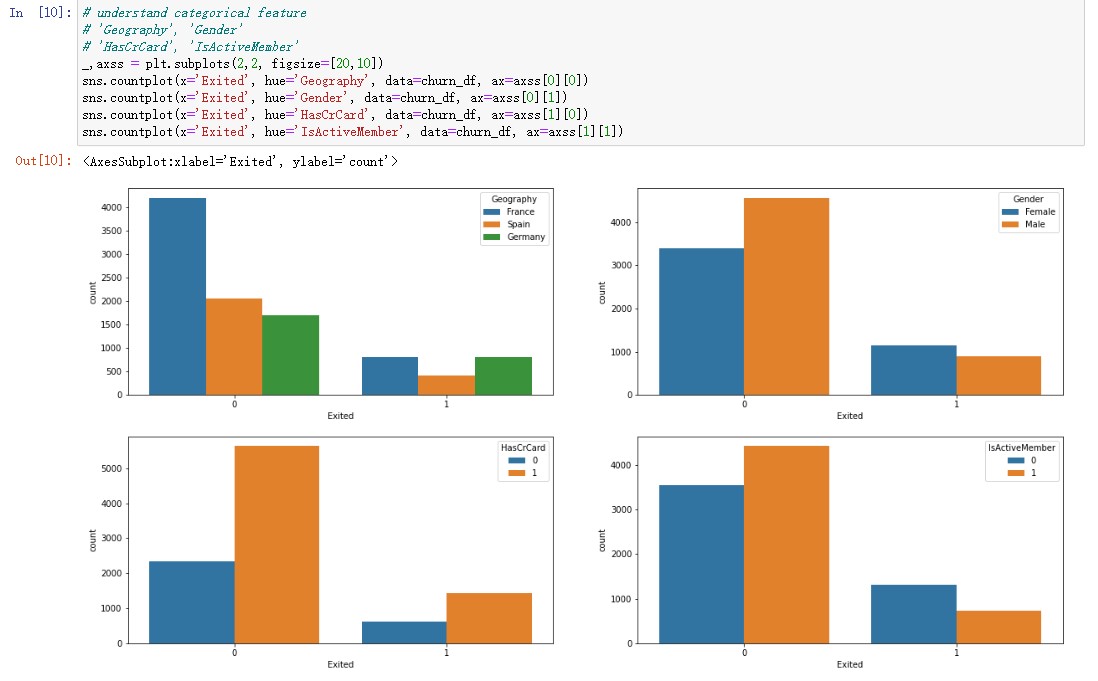 In [10]: # understand categorical feature
# 'Geography', 'Gender'
# 'HasCrCard', 'IsActiveMember'
_,axss = plt.subplots(2,2, figsize=[20,10])
sns.countplot(x='Exited', hue='Geography', data=churn_df, ax=axss[0][0])
sns.countplot(x='Exited', hue='Gender', data=churn_df, ax=axss[0][1])
sns.countplot(x='Exited', hue='HasCrCard', data=churn_df, ax=axss[1][0])
sns.countplot(x='Exited', hue='IsActiveMember', data=churn_df, ax=axss[1][1])
Out[10]: <AxesSubplot:xlabel='Exited', ylabel='count'>
Geography
France
Spain
Germany
4000
3500
3000
2500
2000
1500
1000
500
0
count
0 1
Exited
Gender
Female
Male
4000
3000
2000
1000
0
count
0 1
Exited
HasCrCard
0
1
5000
4000
3000
2000
1000
0
count
0 1
Exited
IsActiveMember
0
1
4000
3000
2000
1000
0
count
0 1
Exited